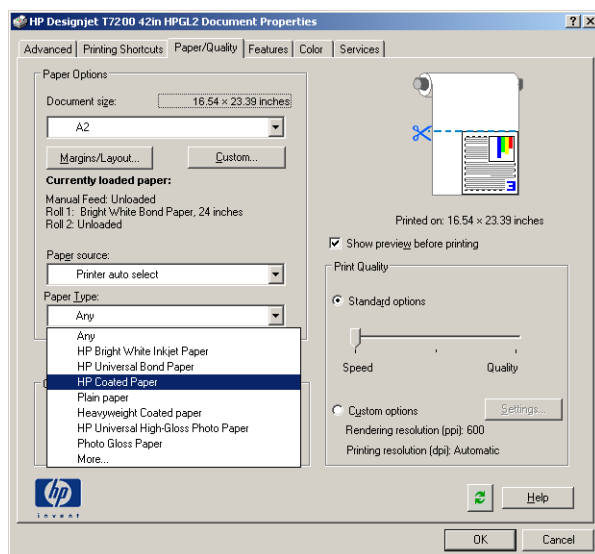 HP Designjet T7200 42in HPGL2 Document Properties
Advanced Printing Shortcuts Paper/Quality Features Color Services
Paper Options
Document size: 16.54 × 23.39 inches
A2
Margins/Layout... Custom...
Currently loaded paper:
Manual Feed: Unloaded
Roll 1: Bright White Bond Paper, 24 inches
Roll 2: Unloaded
Paper source:
Printer auto select
Paper Type:
Any
Any
HP Bright White Inkjet Paper
HP Universal Bond Paper
HP Coated Paper
Plain paper
Heavyweight Coated paper
HP Universal High-Gloss Photo Paper
Photo Gloss Paper
More...
Printed on: 16.54 × 23.39 inches
Show preview before printing
Print Quality
Standard options
Speed Quality
Custom options Settings...
Rendering resolution (ppi): 600
Printing resolution (dpi): Automatic
hp
invent
Help
OK Cancel